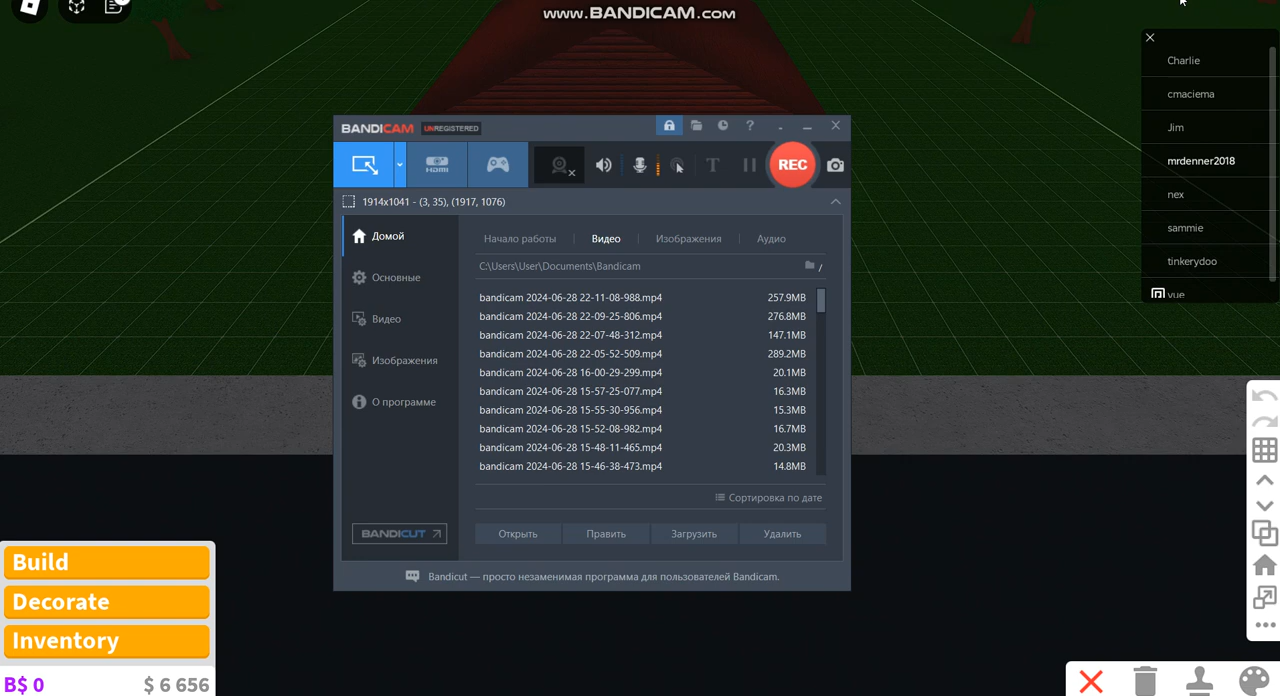 www.BANDICAM.com
Charlie
cmaciema
Jim
mrdenner2018
nex
sammie
tinkerydoo
vue
BANDICAM UNREGISTERED
HDMI
T
REC
1914x1041 - (3, 35), (1917, 1076)
Домой
Основные
Видео
Изображения
О программе
BANDICUT
Начало работы
Видео
Изображения
Аудио
C:\Users\User\Documents\Bandicam
/
bandicam 2024-06-28 22-11-08-988.mp4 257.9MB
bandicam 2024-06-28 22-09-25-806.mp4 276.8MB
bandicam 2024-06-28 22-07-48-312.mp4 147.1MB
bandicam 2024-06-28 22-05-52-509.mp4 289.2MB
bandicam 2024-06-28 16-00-29-299.mp4 20.1MB
bandicam 2024-06-28 15-57-25-077.mp4 16.3MB
bandicam 2024-06-28 15-55-30-956.mp4 15.3MB
bandicam 2024-06-28 15-52-08-982.mp4 16.7MB
bandicam 2024-06-28 15-48-11-465.mp4 20.3MB
bandicam 2024-06-28 15-46-38-473.mp4 14.8MB
Сортировка по дате
Открыть
Править
Загрузить
Удалить
Bandicut — просто незаменимая программа для пользователей Bandicam.
Build
Decorate
Inventory
B$ 0 $ 6 656